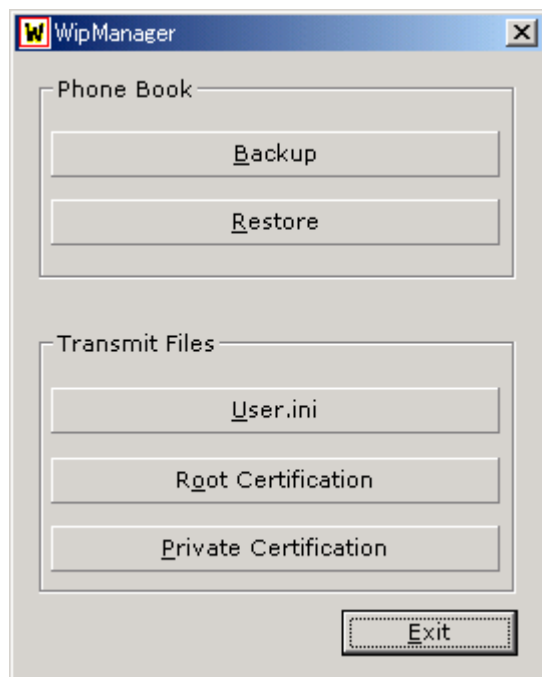 W WipManager
Phone Book
Backup
Restore
Transmit Files
User.ini
Root Certification
Private Certification
Exit